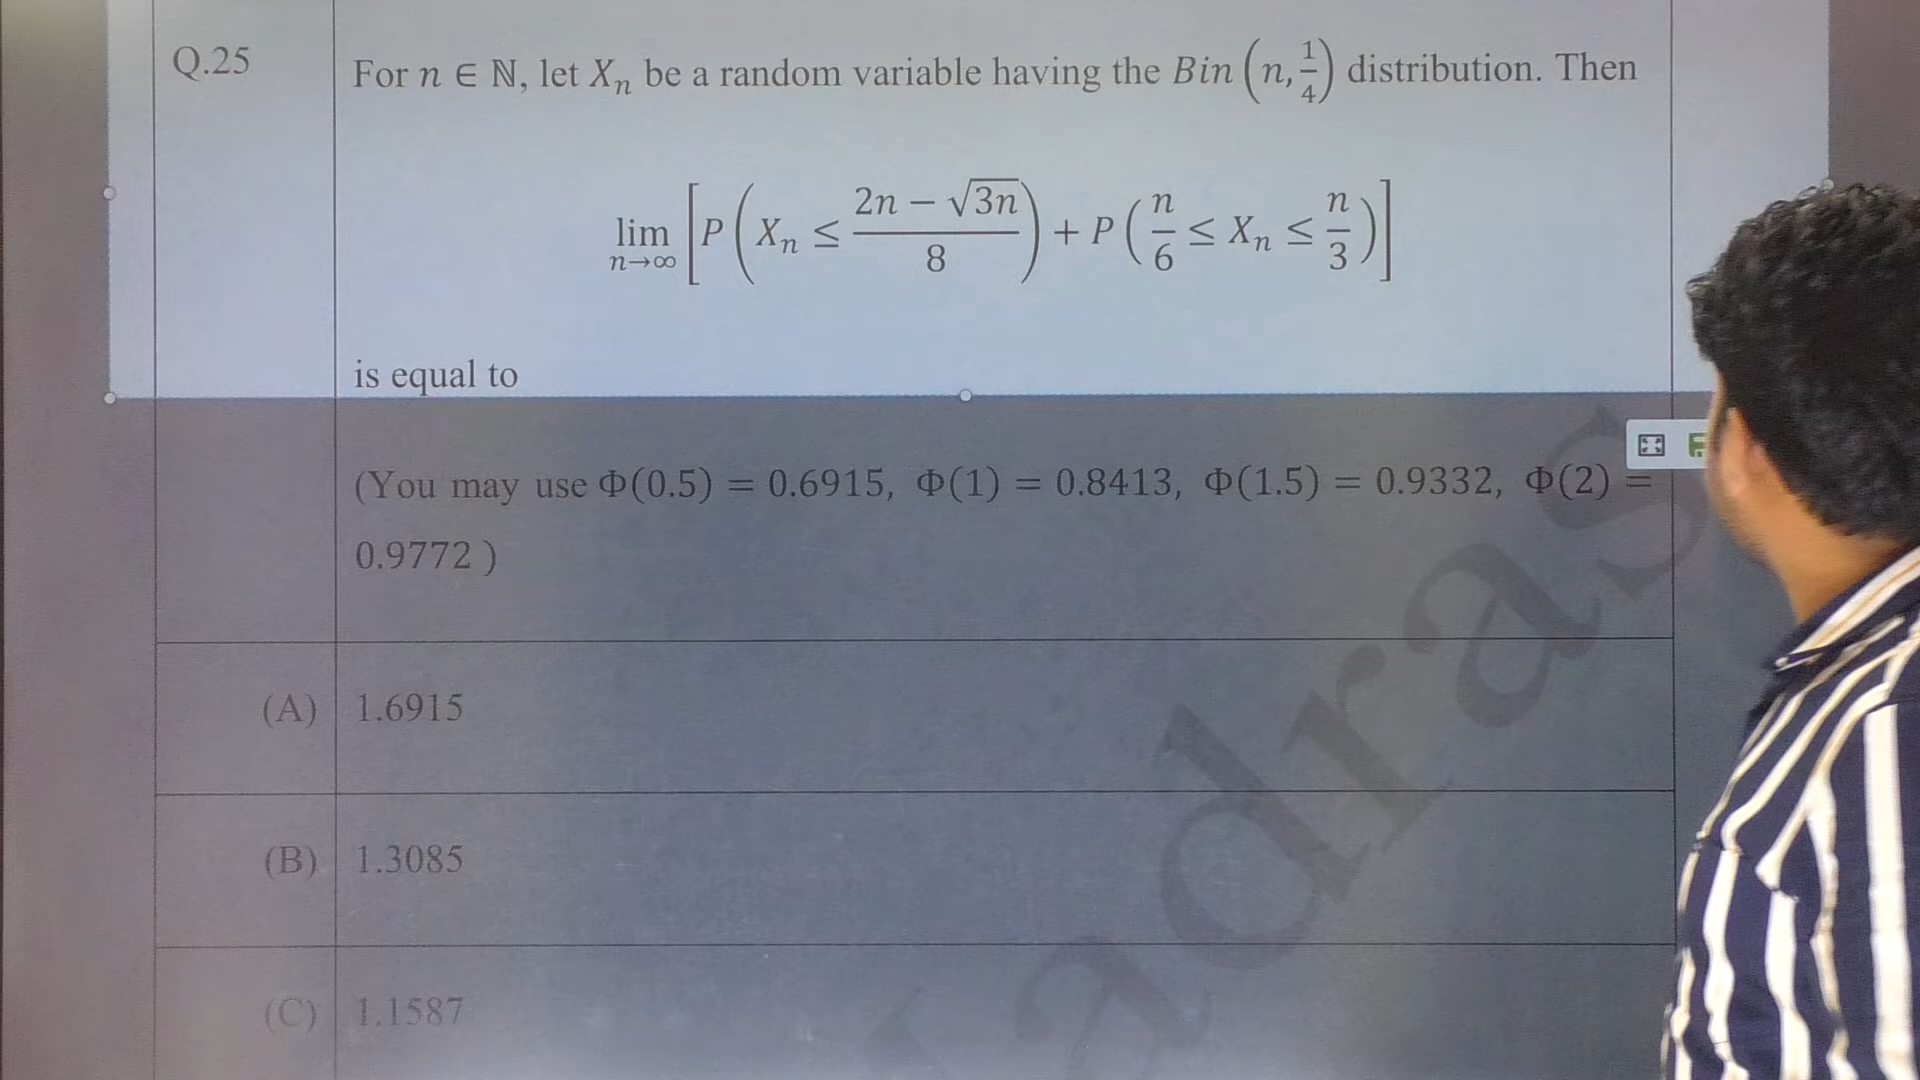 Q.25
For n ∈ ℕ, let Xₙ be a random variable having the Bin (n, 1/4) distribution. Then
lim n→∞ [P(Xₙ ≤ (2n − √3n)/8) + P(n/6 ≤ Xₙ ≤ n/3)]
is equal to
(You may use Φ(0.5) = 0.6915, Φ(1) = 0.8413, Φ(1.5) = 0.9332, Φ(2) =
0.9772 )
(A) 1.6915
(B) 1.3085
(C) 1.1587